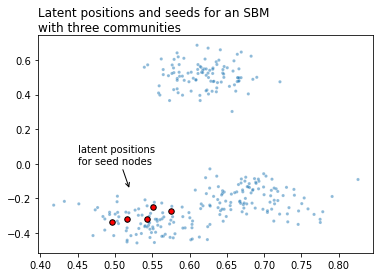 Latent positions and seeds for an SBM
with three communities
0.6
0.4
0.2
0.0
−0.2
−0.4
latent positions
for seed nodes
0.40 0.45 0.50 0.55 0.60 0.65 0.70 0.75 0.80